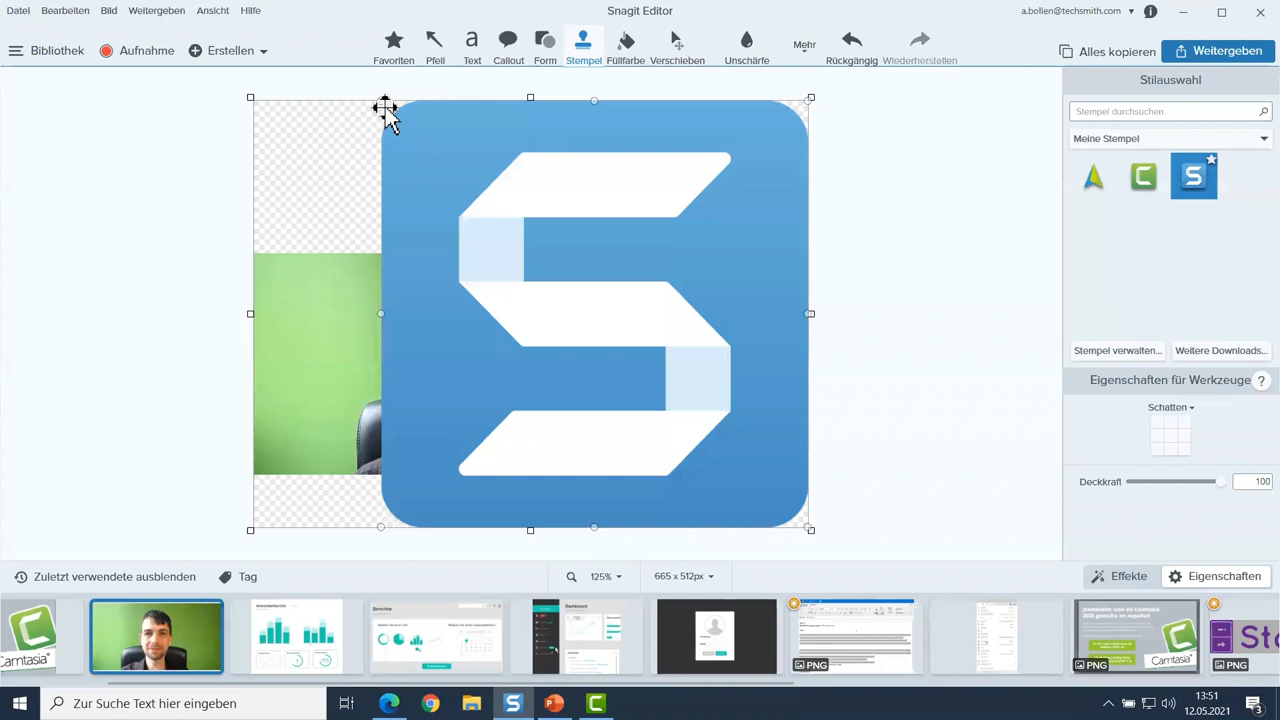 Datei Bearbeiten Bild Weitergeben Ansicht Hilfe
Snagit Editor
a.bollen@techsmith.com
Bibliothek
Aufnahme
Erstellen
Favoriten
Pfeil
Text
Callout
Form
Stempel
Füllfarbe
Verschieben
Unschärfe
Mehr
Rückgängig
Wiederherstellen
Alles kopieren
Weitergeben
Stilauswahl
Stempel durchsuchen
Meine Stempel
C
S
S
Stempel verwalten...
Weitere Downloads...
Eigenschaften für Werkzeuge ?
Schatten
Deckkraft
100
Zuletzt verwendete ausblenden
Tag
125%
665 x 512px
Effekte
Eigenschaften
Camtasia
Berichte
Dashboard
PNG
Camtasia
PNG
PNG
Zur Suche Text hier eingeben
13:51
12.05.2021
3